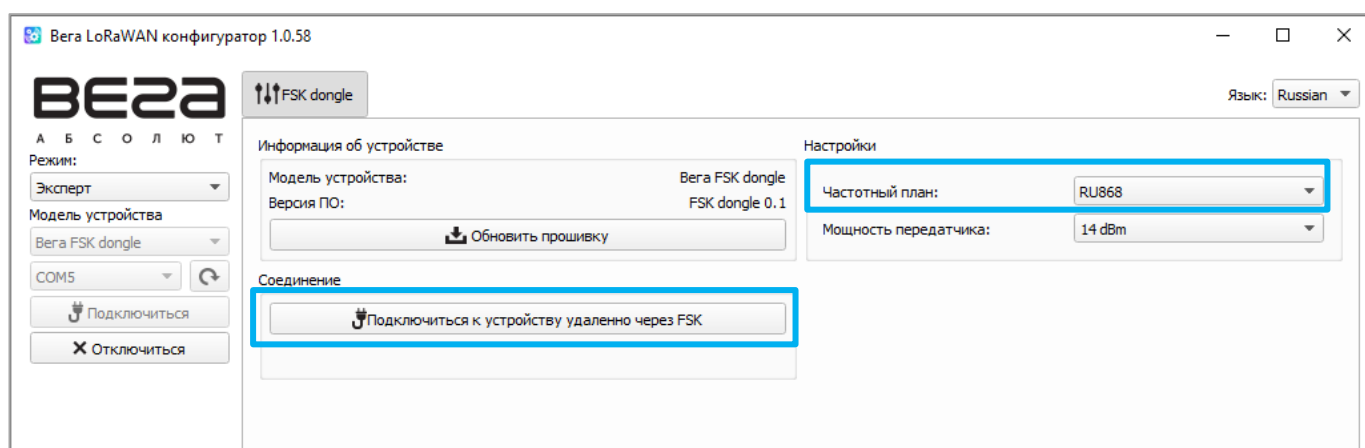 Вега LoRaWAN конфигуратор 1.0.58
ВЕГА
АБСОЛЮТ
Режим:
Эксперт
Модель устройства
Вега FSK dongle
COM5
Подключиться
Отключиться
FSK dongle
Язык: Russian
Информация об устройстве
Модель устройства: Вега FSK dongle
Версия ПО: FSK dongle 0.1
Обновить прошивку
Соединение
Подключиться к устройству удаленно через FSK
Настройки
Частотный план: RU868
Мощность передатчика: 14 dBm